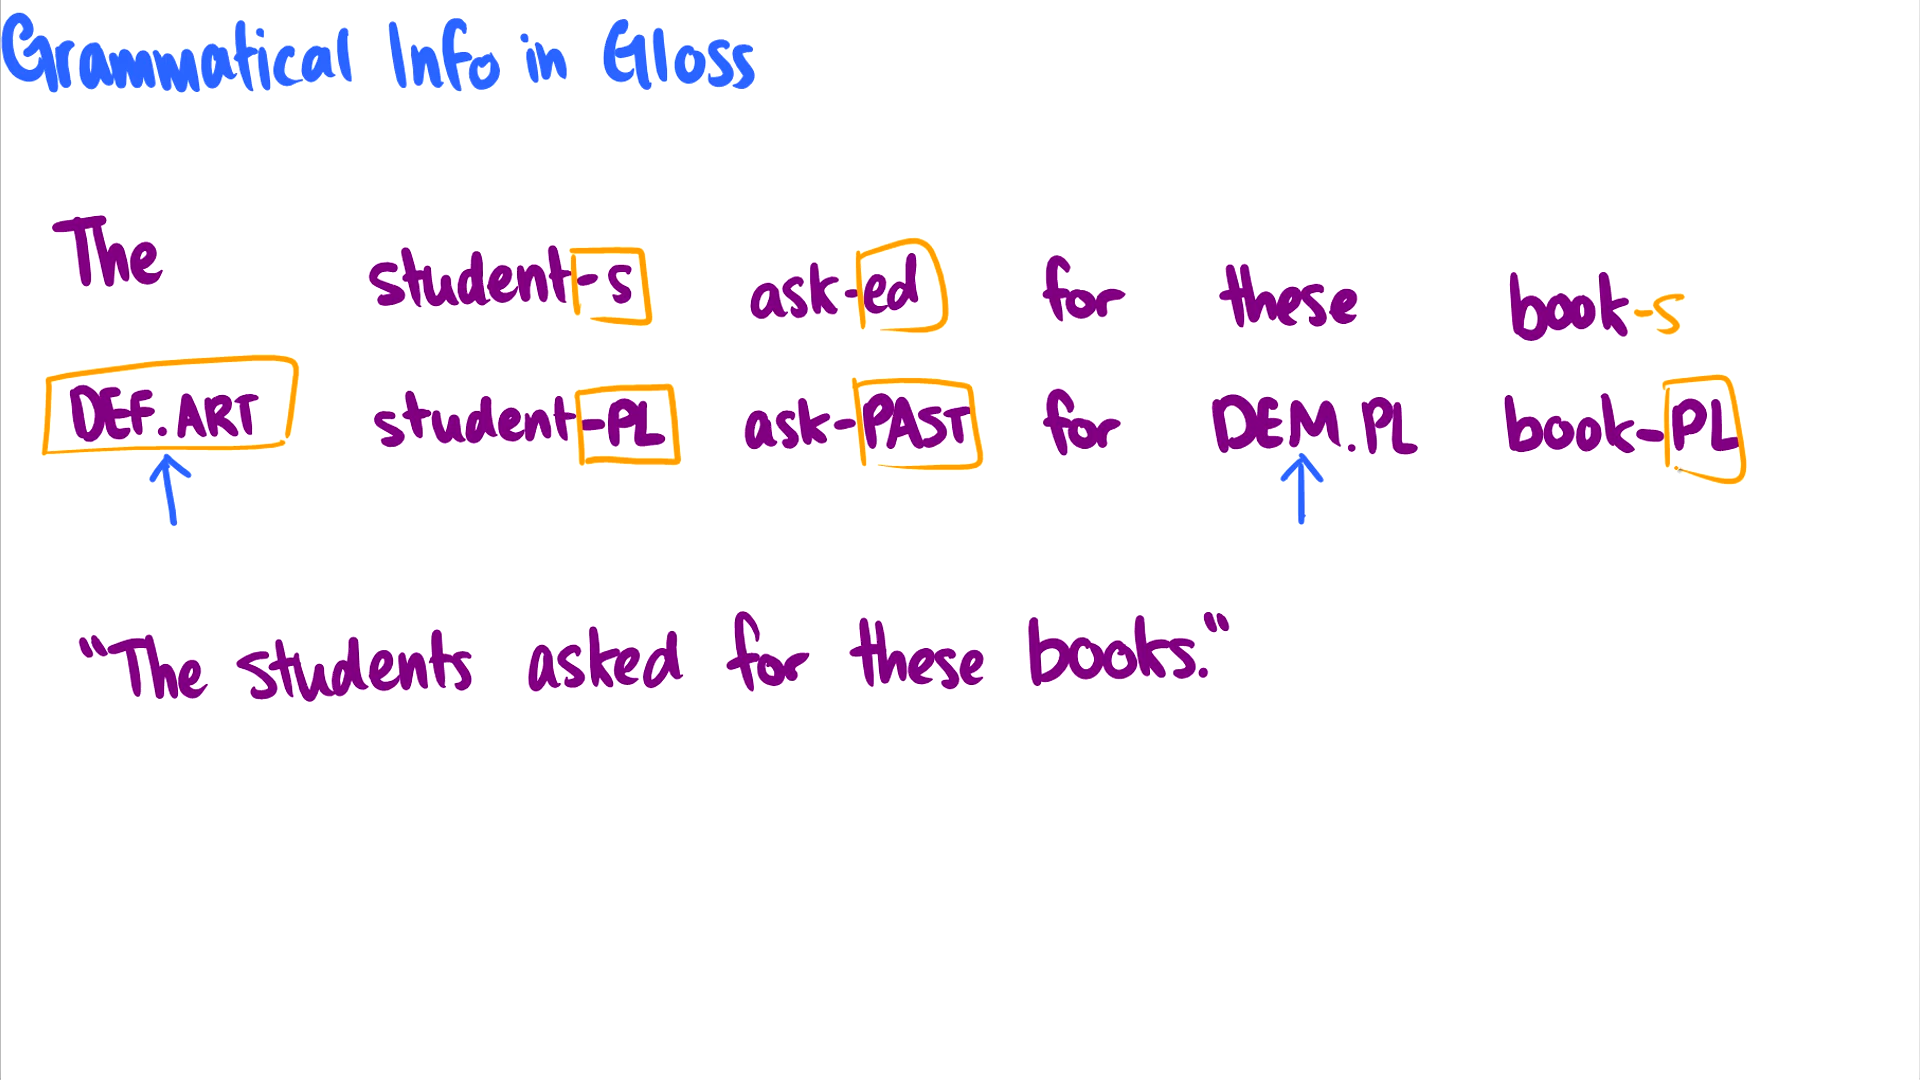 Grammatical Info in Gloss
The student-s ask-ed for these book-s
DEF.ART student-PL ask-PAST for DEM.PL book-PL
"The students asked for these books."